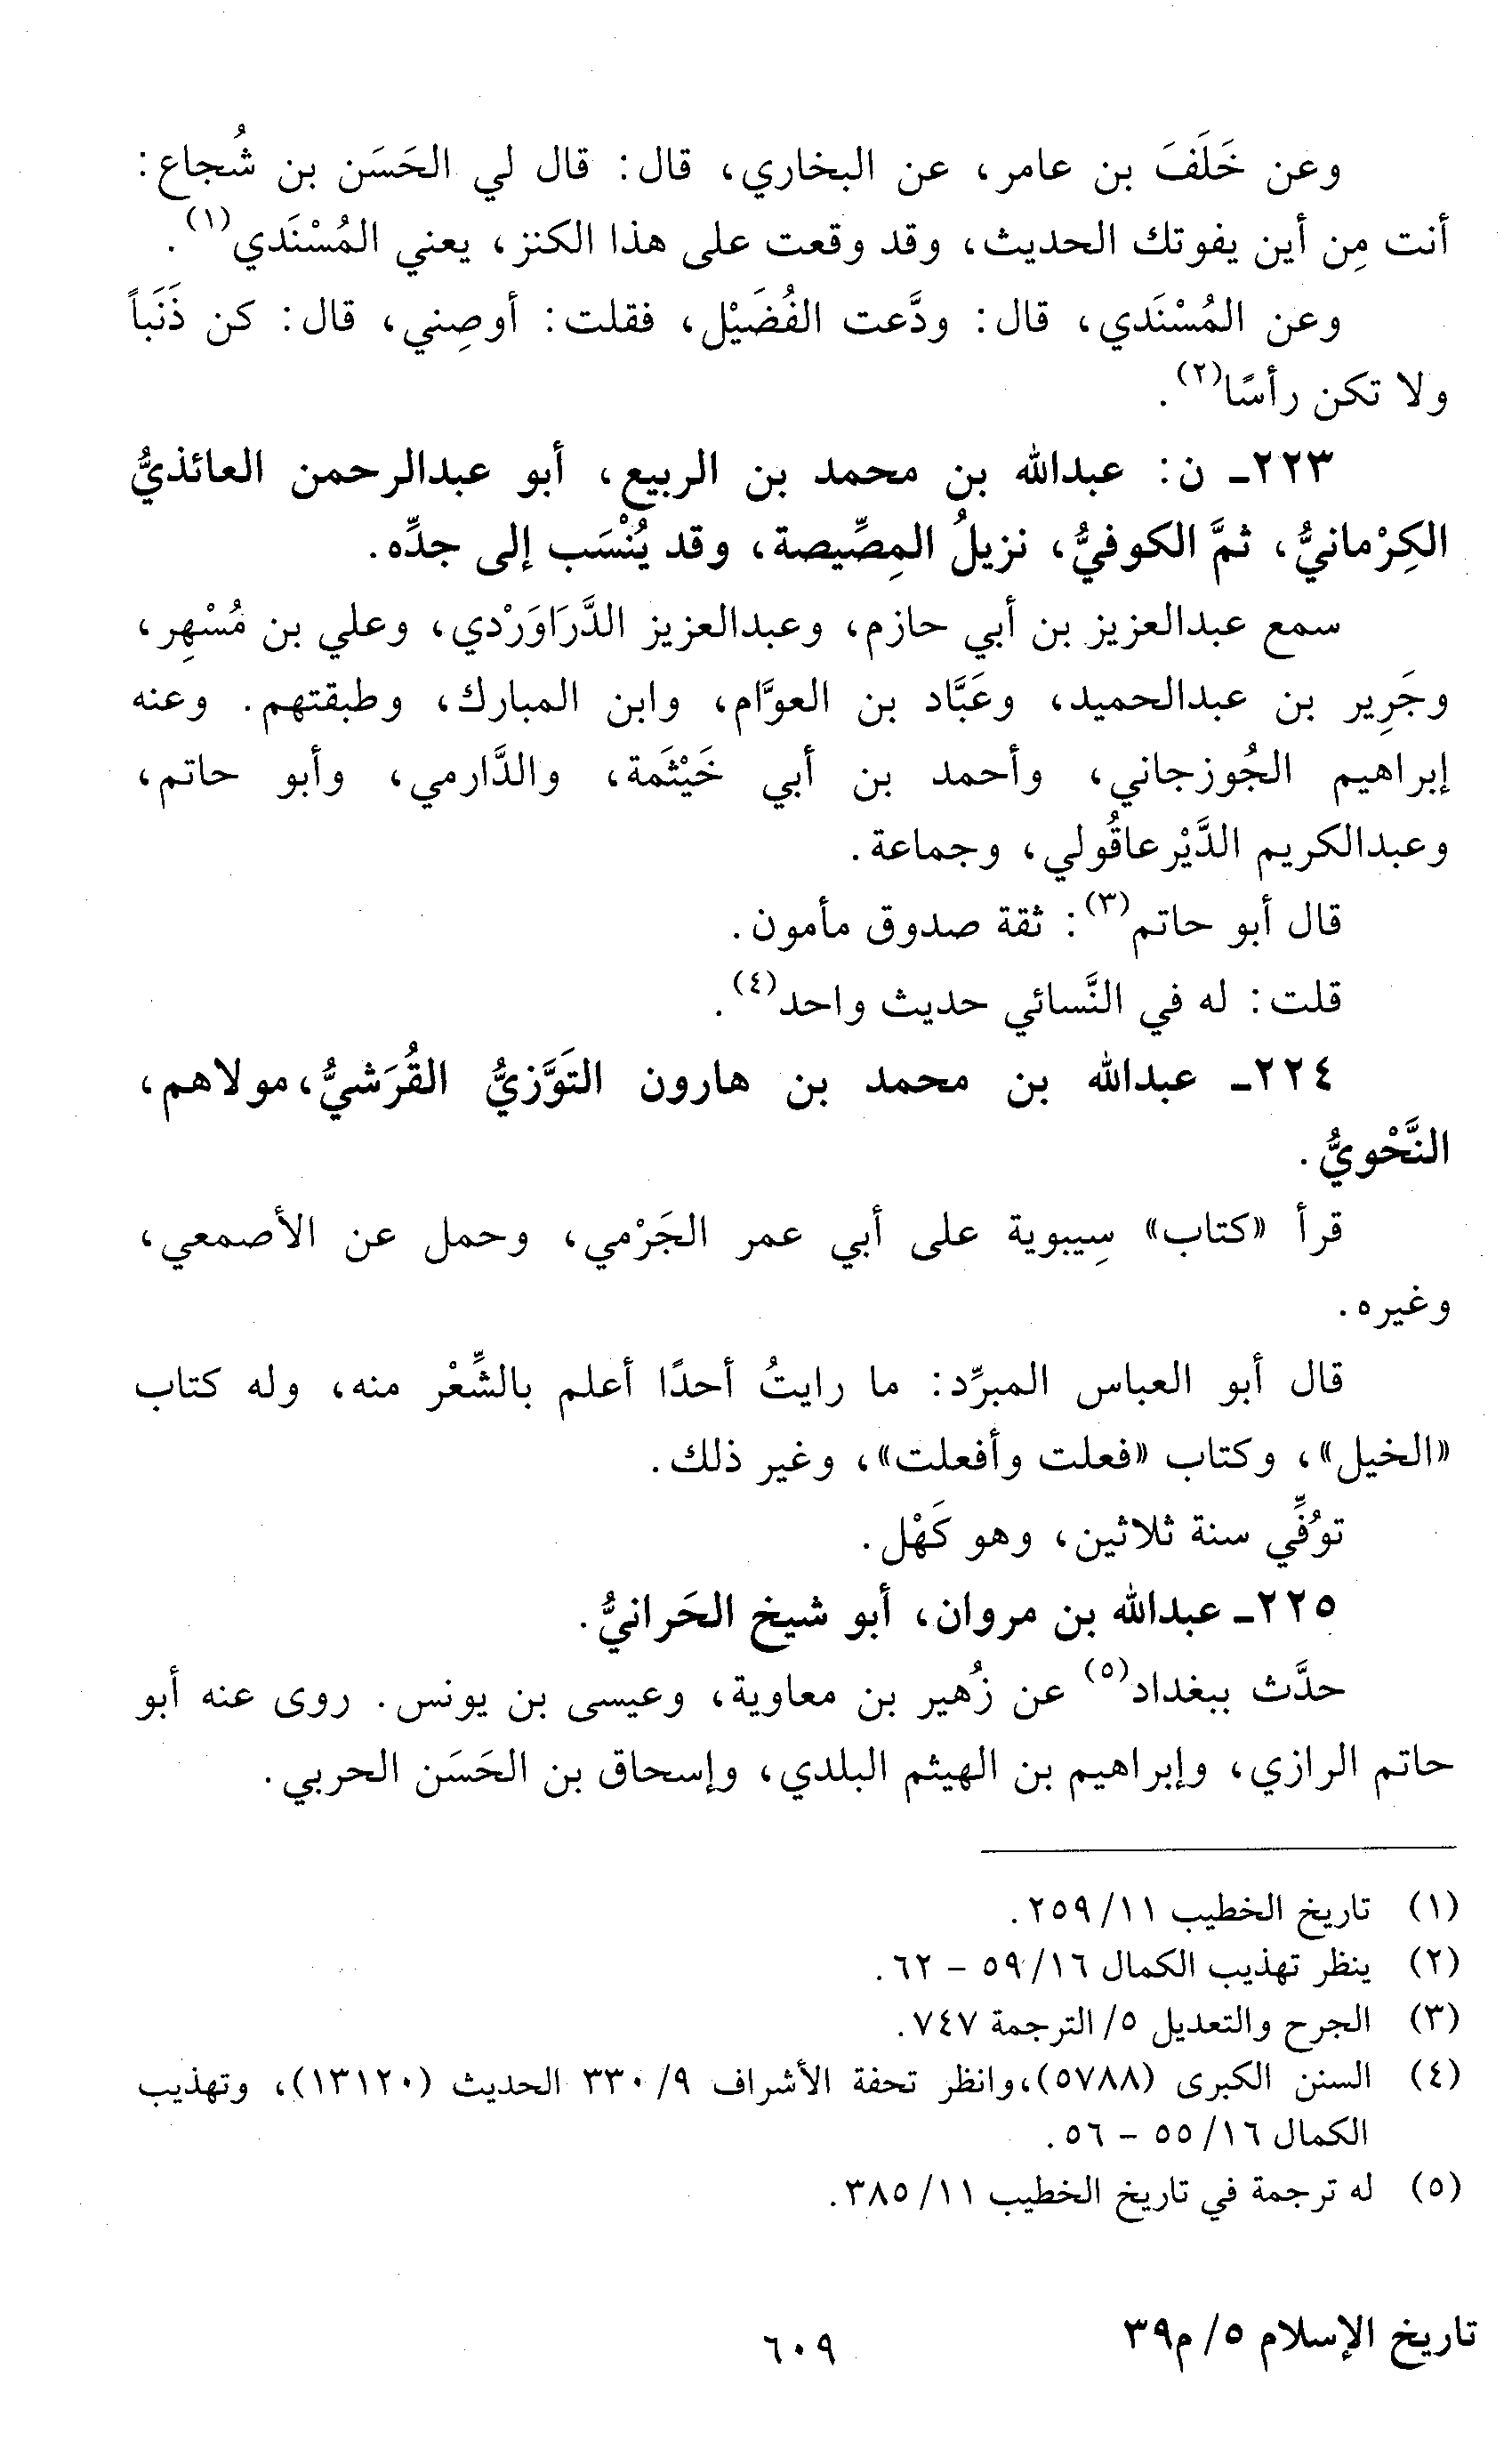 وعن خَلَفَ بن عامر، عن البخاري، قال: قال لي الحَسَن بن شُجاع:
أنت مِن أين يفوتك الحديث، وقد وقعت على هذا الكنز، يعني المُسْنَدي(١).
وعن المُسْنَدي، قال: ودَّعت الفُضَيْل، فقلت: أوصِني، قال: كن ذَنَباً
ولا تكن رأسًا(٢).
٢٢٣ـ ن: عبدالله بن محمد بن الربيع، أبو عبدالرحمن العائذيُّ
الكِرْمانيُّ، ثمَّ الكوفيُّ، نزيلُ المِصِّيصة، وقد يُنْسَب إلى جدِّه.
سمع عبدالعزيز بن أبي حازم، وعبدالعزيز الدَّرَاوَرْدي، وعلي بن مُسْهِر،
وجَرِير بن عبدالحميد، وعَبَّاد بن العوَّام، وابن المبارك، وطبقتهم. وعنه
إبراهيم الجُوزجاني، وأحمد بن أبي خَيْثَمة، والدَّارمي، وأبو حاتم،
وعبدالكريم الدَّيْرعاقُولي، وجماعة.
قال أبو حاتم(٣): ثقة صدوق مأمون.
قلت: له في النَّسائي حديث واحد(٤).
٢٢٤ـ عبدالله بن محمد بن هارون التَوَّزيُّ القُرَشيُّ، مولاهم،
النَّحْويُّ.
قرأ «كتاب» سِيبوية على أبي عمر الجَرْمي، وحمل عن الأصمعي،
وغيره.
قال أبو العباس المبرِّد: ما رايتُ أحدًا أعلم بالشِّعْر منه، وله كتاب
«الخيل»، وكتاب «فعلت وأفعلت»، وغير ذلك.
توُفِّي سنة ثلاثين، وهو كَهْل.
٢٢٥ـ عبدالله بن مروان، أبو شيخ الحَرانيُّ.
حدَّث ببغداد(٥) عن زُهير بن معاوية، وعيسى بن يونس. روى عنه أبو
حاتم الرازي، وإبراهيم بن الهيثم البلدي، وإسحاق بن الحَسَن الحربي.
(١) تاريخ الخطيب ١١/ ٢٥٩.
(٢) ينظر تهذيب الكمال ١٦/ ٥٩ – ٦٢.
(٣) الجرح والتعديل ٥/ الترجمة ٧٤٧.
(٤) السنن الكبرى (٥٧٨٨)،وانظر تحفة الأشراف ٩/ ٣٣٠ الحديث (١٣١٢٠)، وتهذيب
الكمال ١٦/ ٥٥ – ٥٦.
(٥) له ترجمة في تاريخ الخطيب ١١/ ٣٨٥.
تاريخ الإسلام ٥/ م٣٩
٦٠٩